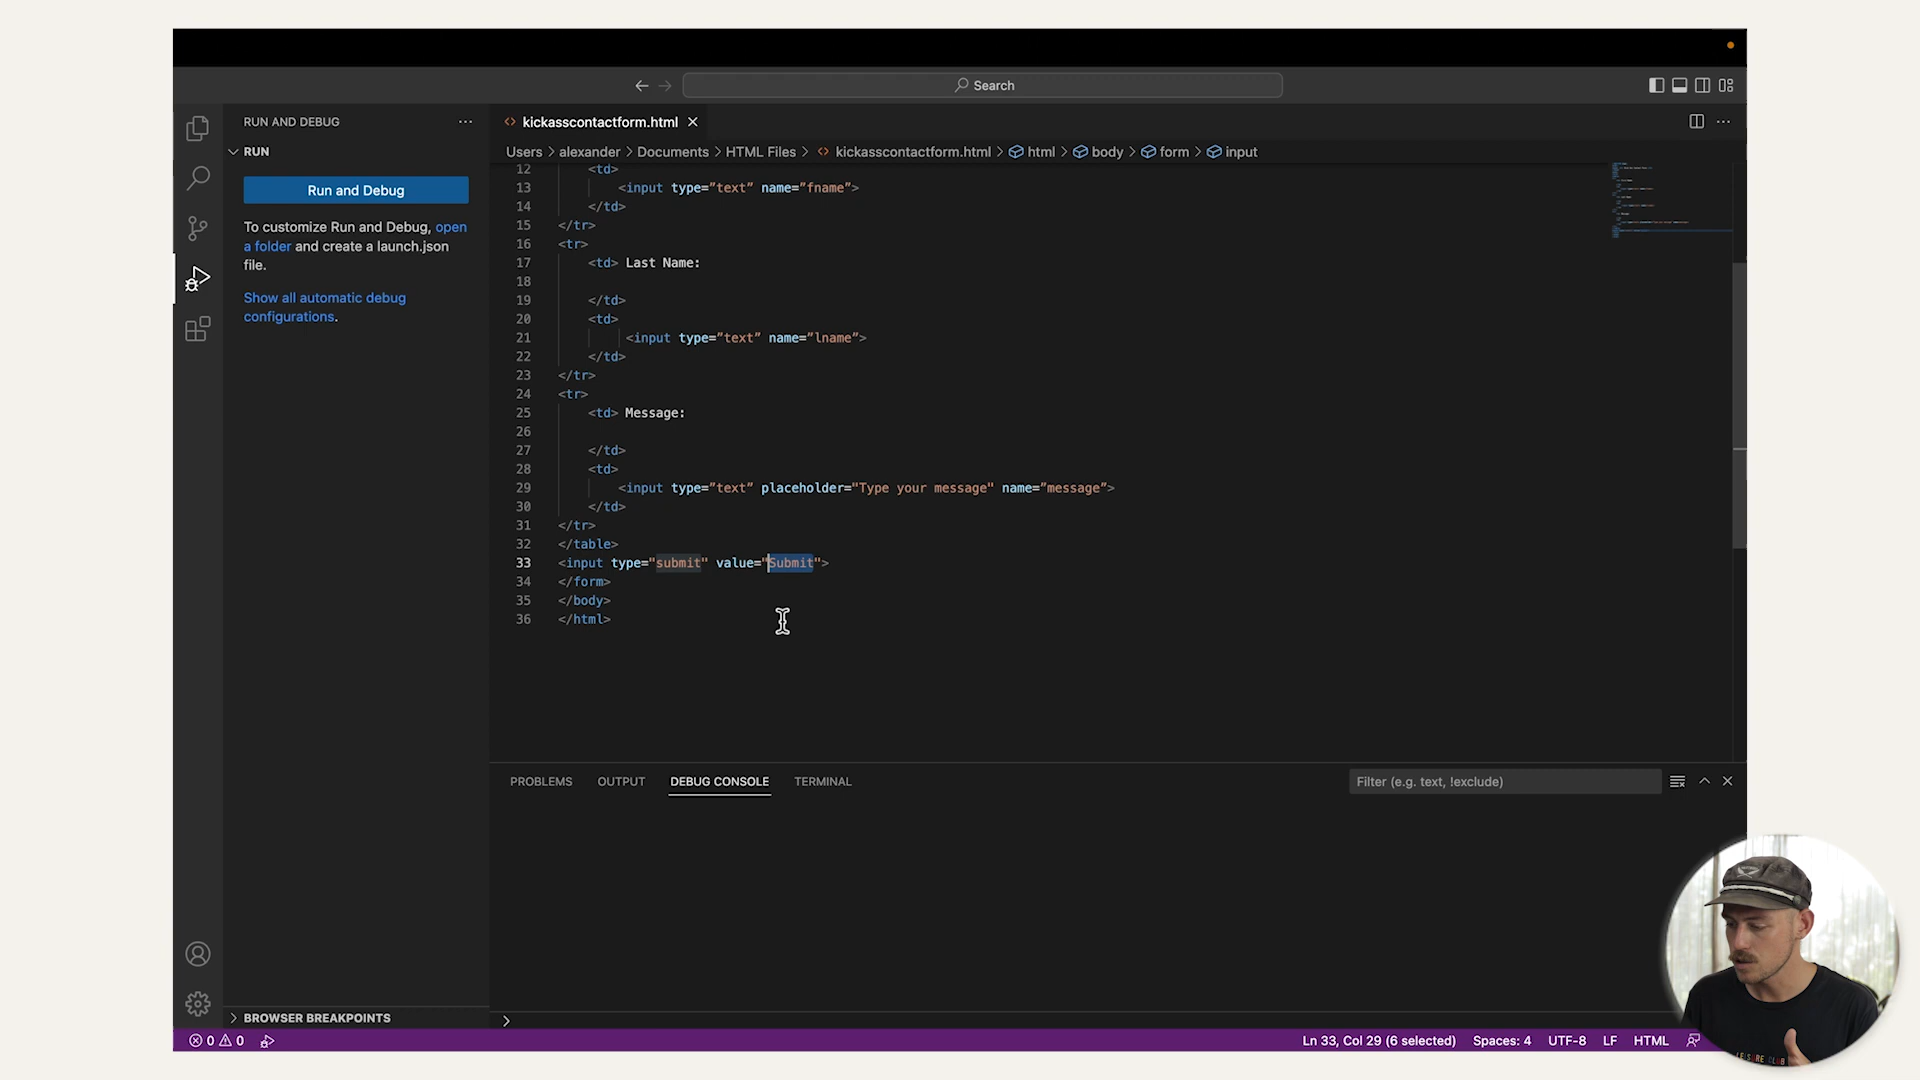 Search
RUN AND DEBUG
RUN
Run and Debug
To customize Run and Debug, open
a folder and create a launch.json
file.
Show all automatic debug
configurations.
BROWSER BREAKPOINTS
kickasscontactform.html
Users > alexander > Documents > HTML Files > kickasscontactform.html > html > body > form > input
12 <td>
13 <input type=”text” name=”fname”>
14 </td>
15 </tr>
16 <tr>
17 <td> Last Name:
18
19 </td>
20 <td>
21 <input type=”text” name=”lname”>
22 </td>
23 </tr>
24 <tr>
25 <td> Message:
26
27 </td>
28 <td>
29 <input type=”text” placeholder="Type your message" name=”message”>
30 </td>
31 </tr>
32 </table>
33 <input type="submit" value="Submit">
34 </form>
35 </body>
36 </html>
PROBLEMS OUTPUT DEBUG CONSOLE TERMINAL Filter (e.g. text, !exclude)
0 0 Ln 33, Col 29 (6 selected) Spaces: 4 UTF-8 LF HTML